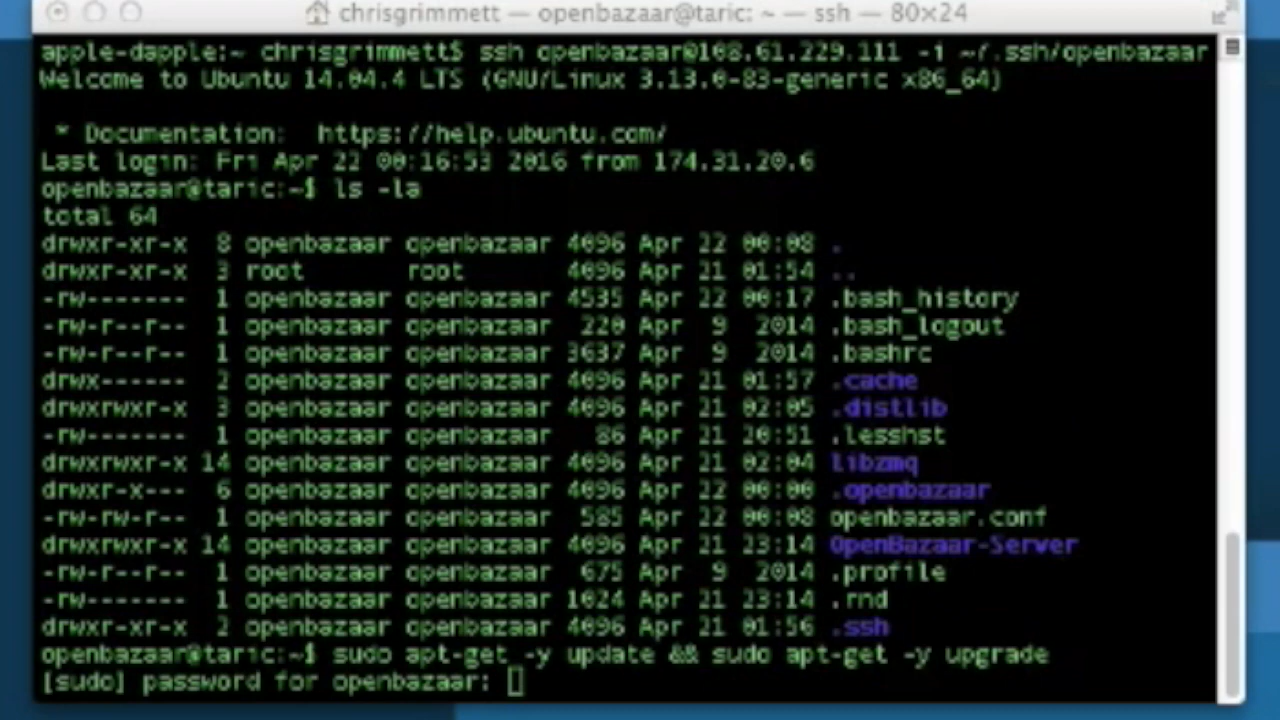 chrisgrimmett — openbazaar@taric: ~ — ssh — 80×24
apple-dapple:~ chrisgrimmett$ ssh openbazaar@108.61.229.111 -i ~/.ssh/openbazaar
Welcome to Ubuntu 14.04.4 LTS (GNU/Linux 3.13.0-83-generic x86_64)
* Documentation:  https://help.ubuntu.com/
Last login: Fri Apr 22 00:16:53 2016 from 174.31.20.6
openbazaar@taric:~$ ls -la
total 64
drwxr-xr-x  8 openbazaar openbazaar 4096 Apr 22 00:08 .
drwxr-xr-x  3 root       root       4096 Apr 21 01:54 ..
-rw-------  1 openbazaar openbazaar 4535 Apr 22 00:17 .bash_history
-rw-r--r--  1 openbazaar openbazaar  220 Apr  9  2014 .bash_logout
-rw-r--r--  1 openbazaar openbazaar 3637 Apr  9  2014 .bashrc
drwx------  2 openbazaar openbazaar 4096 Apr 21 01:57 .cache
drwxrwxr-x  3 openbazaar openbazaar 4096 Apr 21 02:05 .distlib
-rw-------  1 openbazaar openbazaar   86 Apr 21 20:51 .lesshst
drwxrwxr-x 14 openbazaar openbazaar 4096 Apr 21 02:04 libzmq
drwxr-x---  6 openbazaar openbazaar 4096 Apr 22 00:00 .openbazaar
-rw-rw-r--  1 openbazaar openbazaar  585 Apr 22 00:08 openbazaar.conf
drwxrwxr-x 14 openbazaar openbazaar 4096 Apr 21 23:14 OpenBazaar-Server
-rw-r--r--  1 openbazaar openbazaar  675 Apr  9  2014 .profile
-rw-------  1 openbazaar openbazaar 1024 Apr 21 23:14 .rnd
drwxr-xr-x  2 openbazaar openbazaar 4096 Apr 21 01:56 .ssh
openbazaar@taric:~$ sudo apt-get -y update && sudo apt-get -y upgrade
[sudo] password for openbazaar: